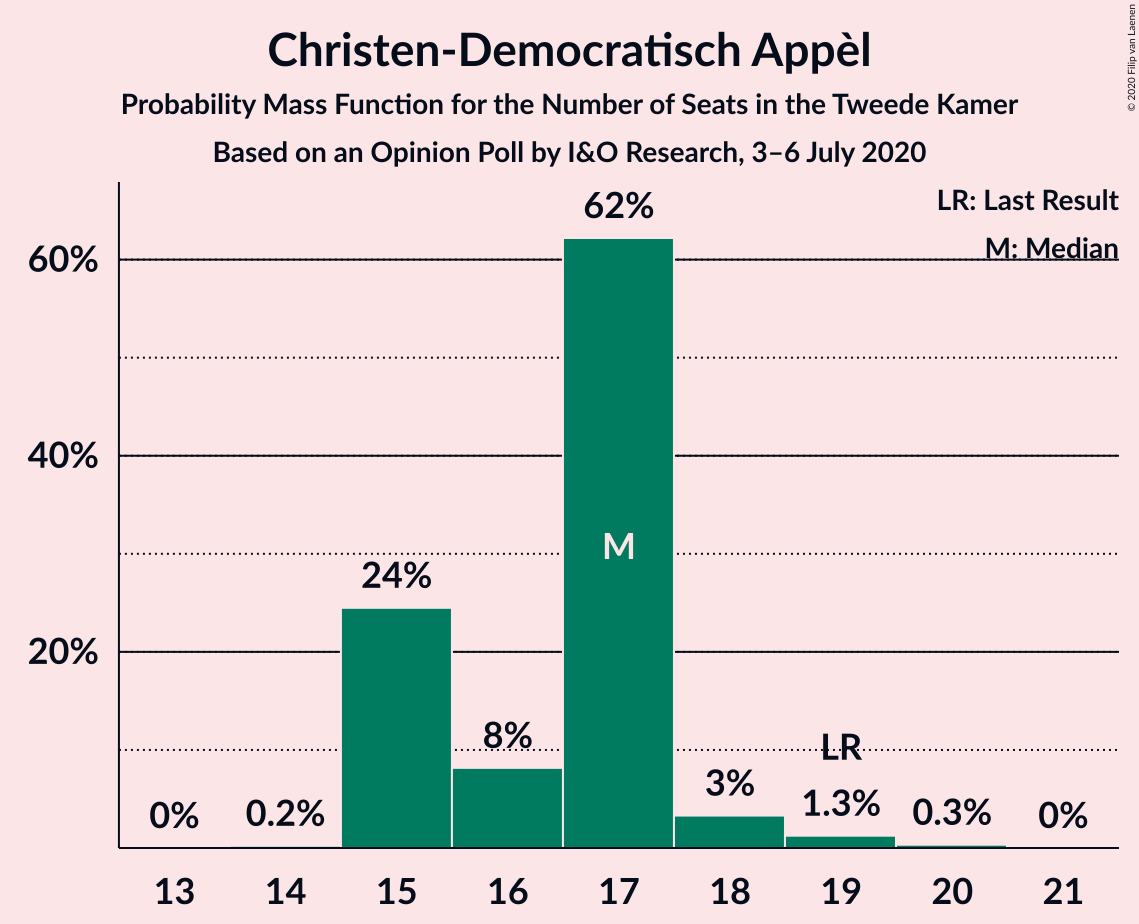 Christen-Democratisch Appèl
Probability Mass Function for the Number of Seats in the Tweede Kamer
Based on an Opinion Poll by I&O Research, 3–6 July 2020
© 2020 Filip van Laenen
LR: Last Result
M: Median
62%
60%
40%
M
24%
20%
8%
LR
0%
0.2%
3%
1.3%
0.3%
0%
13 14 15 16 17 18 19 20 21